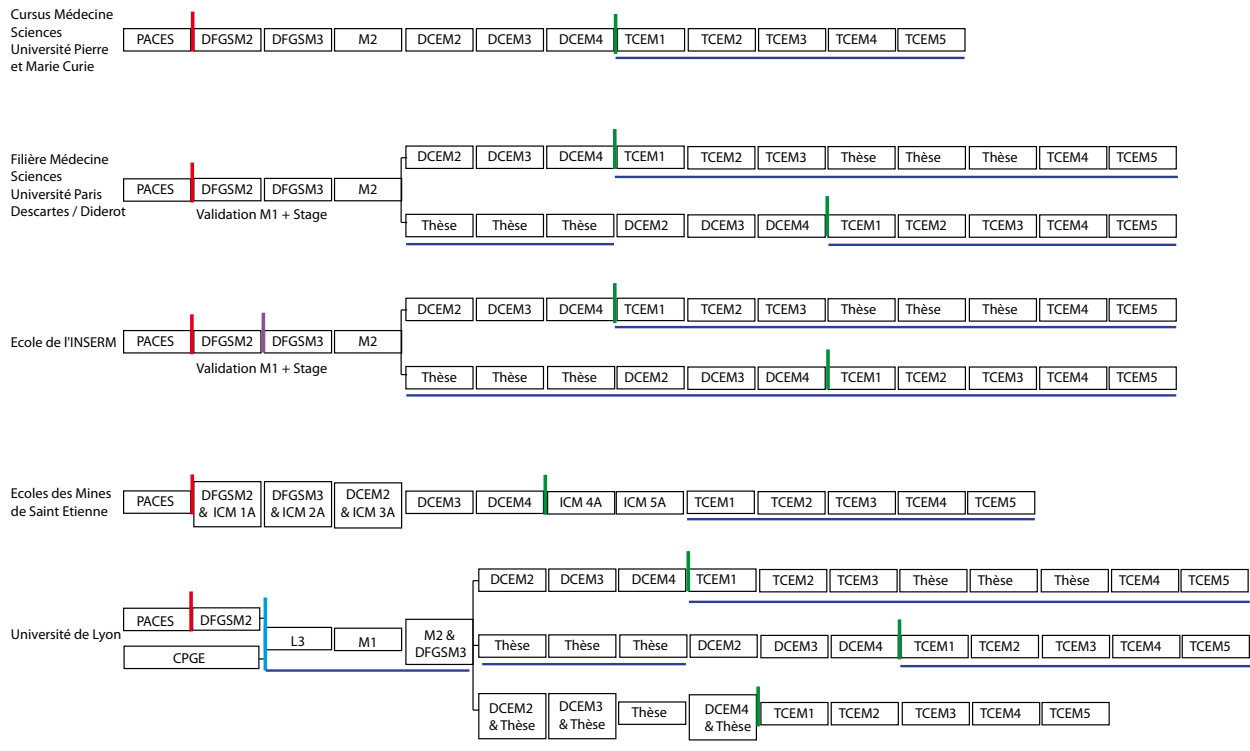 Cursus Médecine
Sciences
Université Pierre
et Marie Curie
PACES DFGSM2 DFGSM3 M2 DCEM2 DCEM3 DCEM4 TCEM1 TCEM2 TCEM3 TCEM4 TCEM5
Filière Médecine
Sciences
Université Paris
Descartes / Diderot
DCEM2 DCEM3 DCEM4 TCEM1 TCEM2 TCEM3 Thèse Thèse Thèse TCEM4 TCEM5
PACES DFGSM2 DFGSM3 M2
Validation M1 + Stage
Thèse Thèse Thèse DCEM2 DCEM3 DCEM4 TCEM1 TCEM2 TCEM3 TCEM4 TCEM5
DCEM2 DCEM3 DCEM4 TCEM1 TCEM2 TCEM3 Thèse Thèse Thèse TCEM4 TCEM5
Ecole de l'INSERM PACES DFGSM2 DFGSM3 M2
Validation M1 + Stage
Thèse Thèse Thèse DCEM2 DCEM3 DCEM4 TCEM1 TCEM2 TCEM3 TCEM4 TCEM5
Ecoles des Mines
de Saint Etienne
PACES
DFGSM2
& ICM 1A
DFGSM3
& ICM 2A
DCEM2
& ICM 3A
DCEM3 DCEM4 ICM 4A ICM 5A TCEM1 TCEM2 TCEM3 TCEM4 TCEM5
DCEM2 DCEM3 DCEM4 TCEM1 TCEM2 TCEM3 Thèse Thèse Thèse TCEM4 TCEM5
Université de Lyon
PACES DFGSM2
CPGE
L3 M1
M2 &
DFGSM3
Thèse Thèse Thèse DCEM2 DCEM3 DCEM4 TCEM1 TCEM2 TCEM3 TCEM4 TCEM5
DCEM2
& Thèse
DCEM3
& Thèse
Thèse
DCEM4
& Thèse
TCEM1 TCEM2 TCEM3 TCEM4 TCEM5